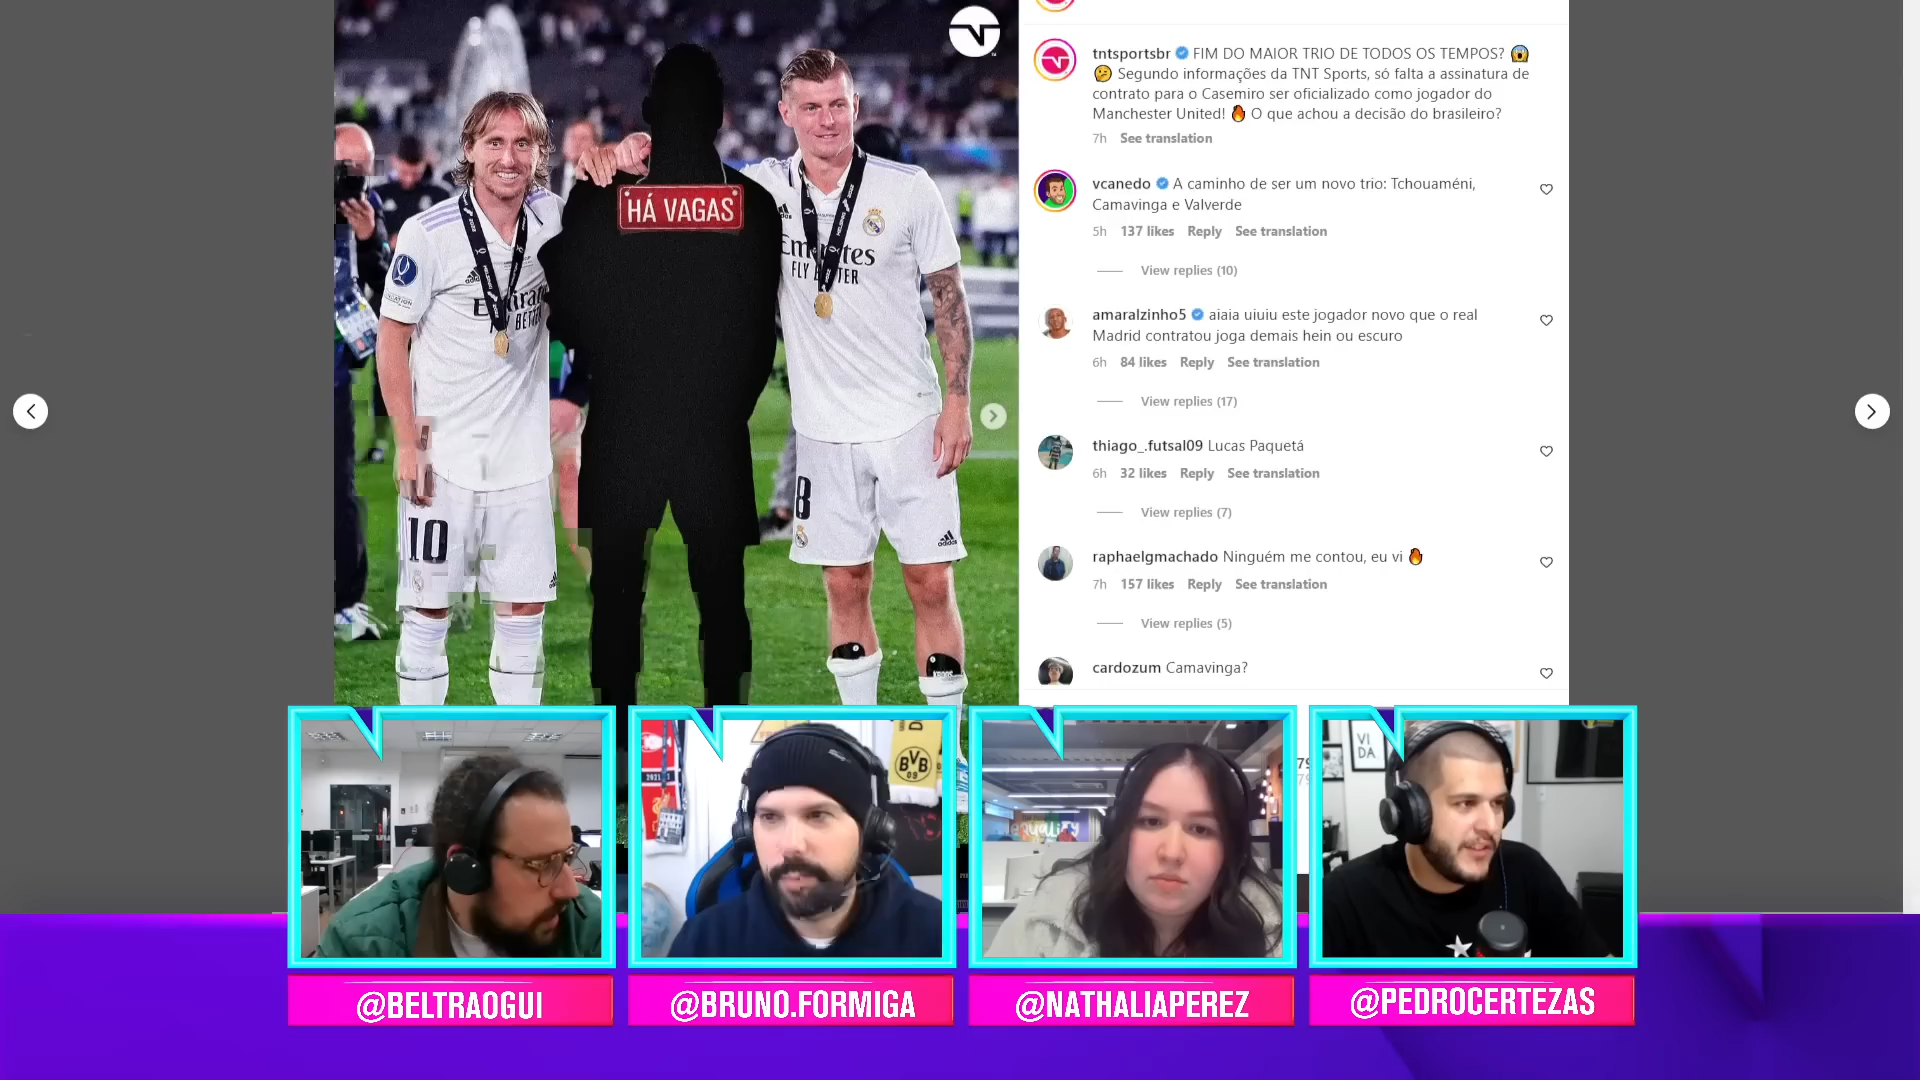 tntsportsbr FIM DO MAIOR TRIO DE TODOS OS TEMPOS? 😱
🤔 Segundo informações da TNT Sports, só falta a assinatura de
contrato para o Casemiro ser oficializado como jogador do
Manchester United! 🔥 O que achou a decisão do brasileiro?
7h See translation
vcanedo A caminho de ser um novo trio: Tchouaméni,
Camavinga e Valverde
5h 137 likes Reply See translation
View replies (10)
amaralzinho5 aiaia uiuiu este jogador novo que o real
Madrid contratou joga demais hein ou escuro
6h 84 likes Reply See translation
View replies (17)
thiago_.futsal09 Lucas Paquetá
6h 32 likes Reply See translation
View replies (7)
raphaelgmachado Ninguém me contou, eu vi 🔥
7h 157 likes Reply See translation
View replies (5)
cardozum Camavinga?
HÁ VAGAS
Emirates
FLY BETTER
10
8
adidas
BVB
09
equality
VI
DA
@BELTRAOGUI
@BRUNO.FORMIGA
@NATHALIAPEREZ
@PEDROCERTEZAS